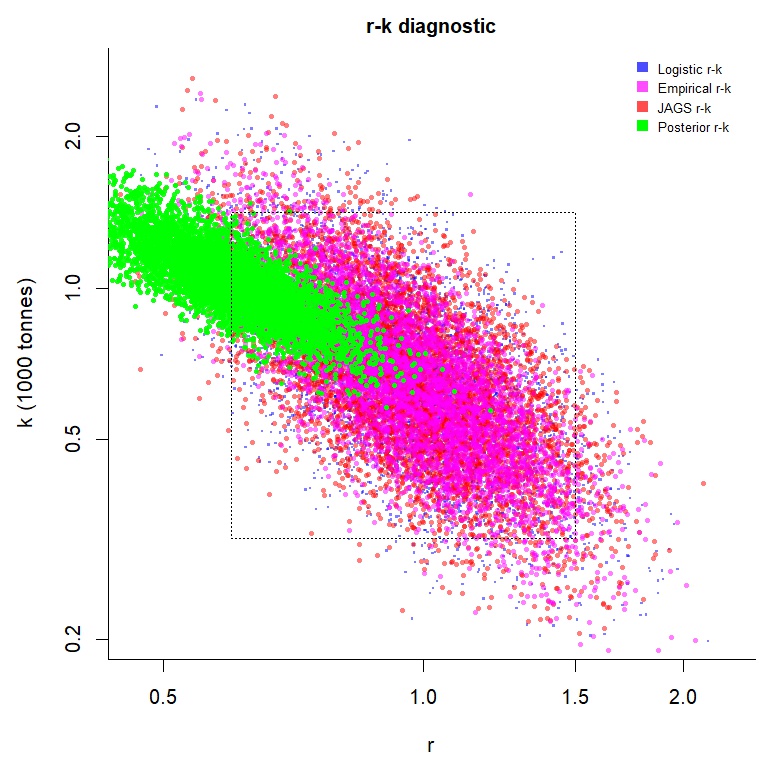 r-k diagnostic
Logistic r-k
Empirical r-k
JAGS r-k
Posterior r-k
k (1000 tonnes)
2.0
1.0
0.5
0.2
0.5 1.0 1.5 2.0
r